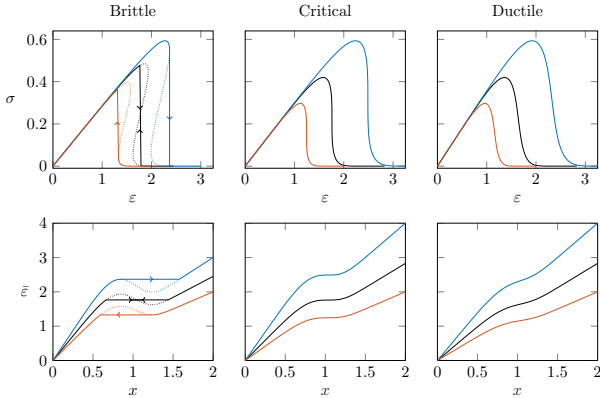 Brittle Critical Ductile
0.6
0.4
σ
0.2
0
0 1 2 3 0 1 2 3 0 1 2 3
ε ε ε
4
3
2
1
0
0 0.5 1 1.5 2 0 0.5 1 1.5 2 0 0.5 1 1.5 2
x x x